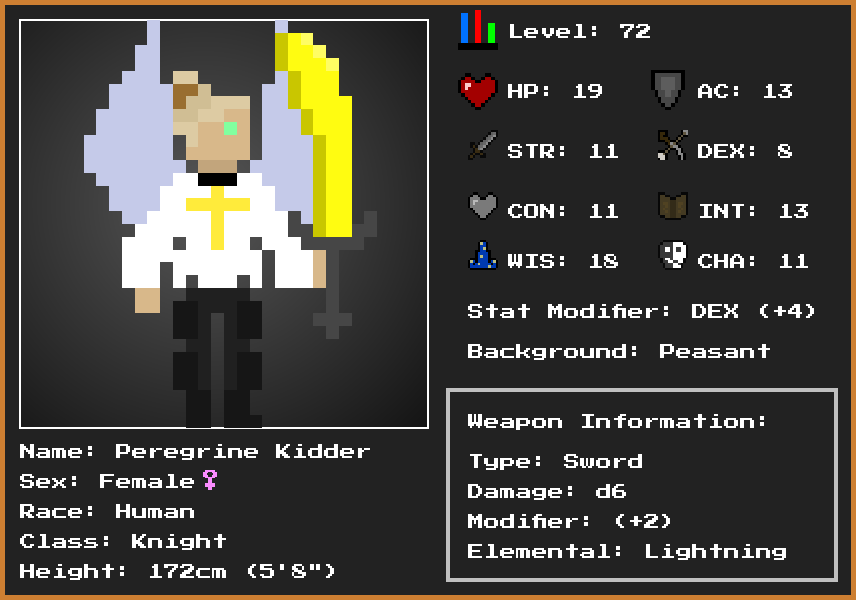 Level: 72
HP: 19
AC: 13
STR: 11
DEX: 8
CON: 11
INT: 13
WIS: 18
CHA: 11
Stat Modifier: DEX (+4)
Background: Peasant
Weapon Information:
Type: Sword
Damage: d6
Modifier: (+2)
Elemental: Lightning
Name: Peregrine Kidder
Sex: Female♀
Race: Human
Class: Knight
Height: 172cm (5'8")